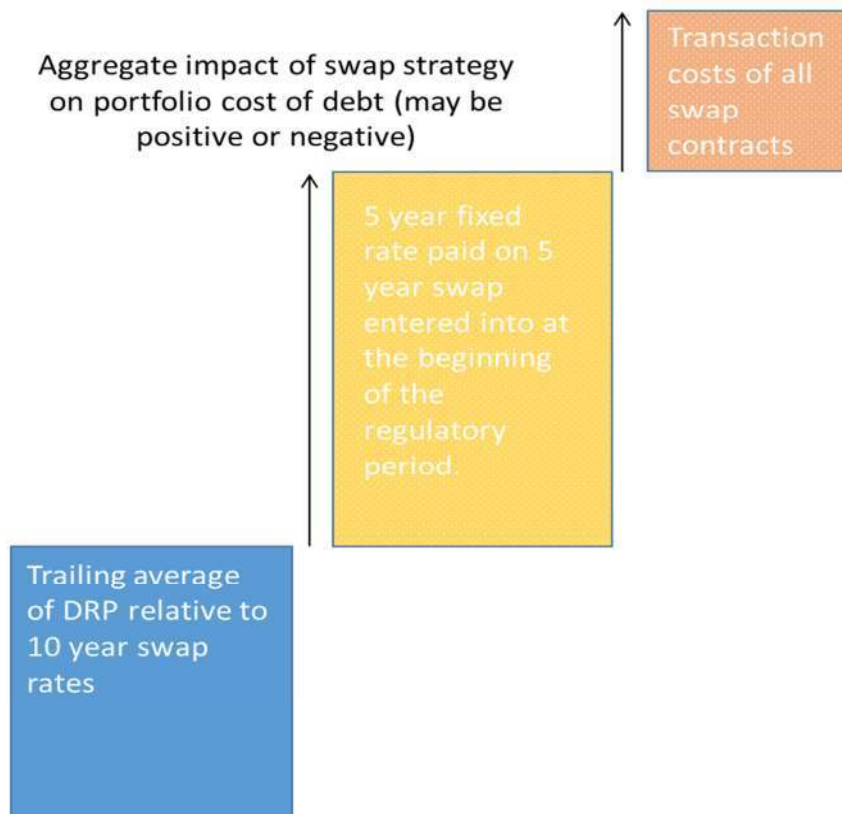 Aggregate impact of swap strategy
on portfolio cost of debt (may be
positive or negative)
Transaction
costs of all
swap
contracts
5 year fixed
rate paid on 5
year swap
entered into at
the beginning
of the
regulatory
period.
Trailing average
of DRP relative to
10 year swap
rates